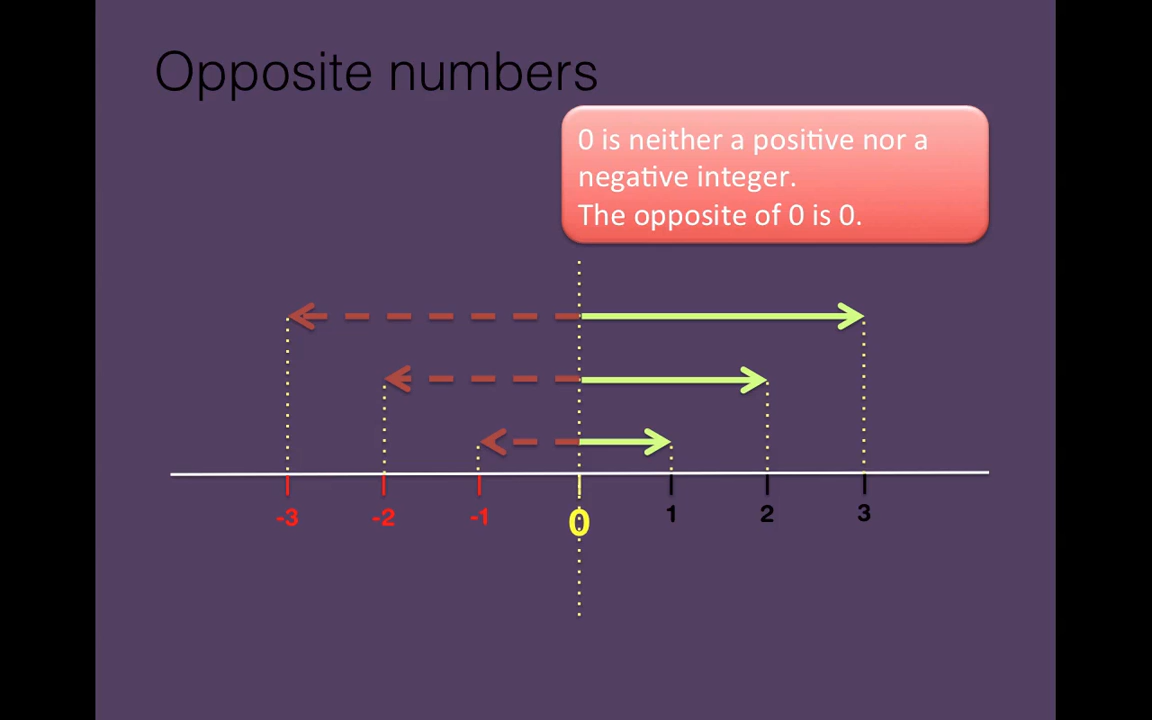 Opposite numbers
0 is neither a positive nor a
negative integer.
The opposite of 0 is 0.
-3 -2 -1 0 1 2 3